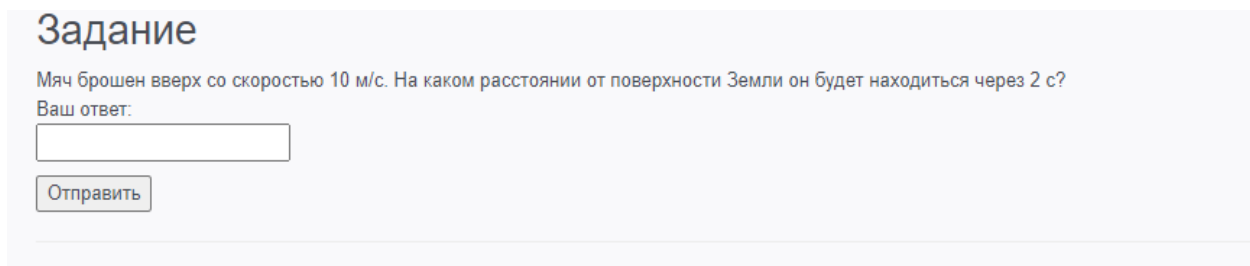 Задание
Мяч брошен вверх со скоростью 10 м/с. На каком расстоянии от поверхности Земли он будет находиться через 2 с?
Ваш ответ:
Отправить